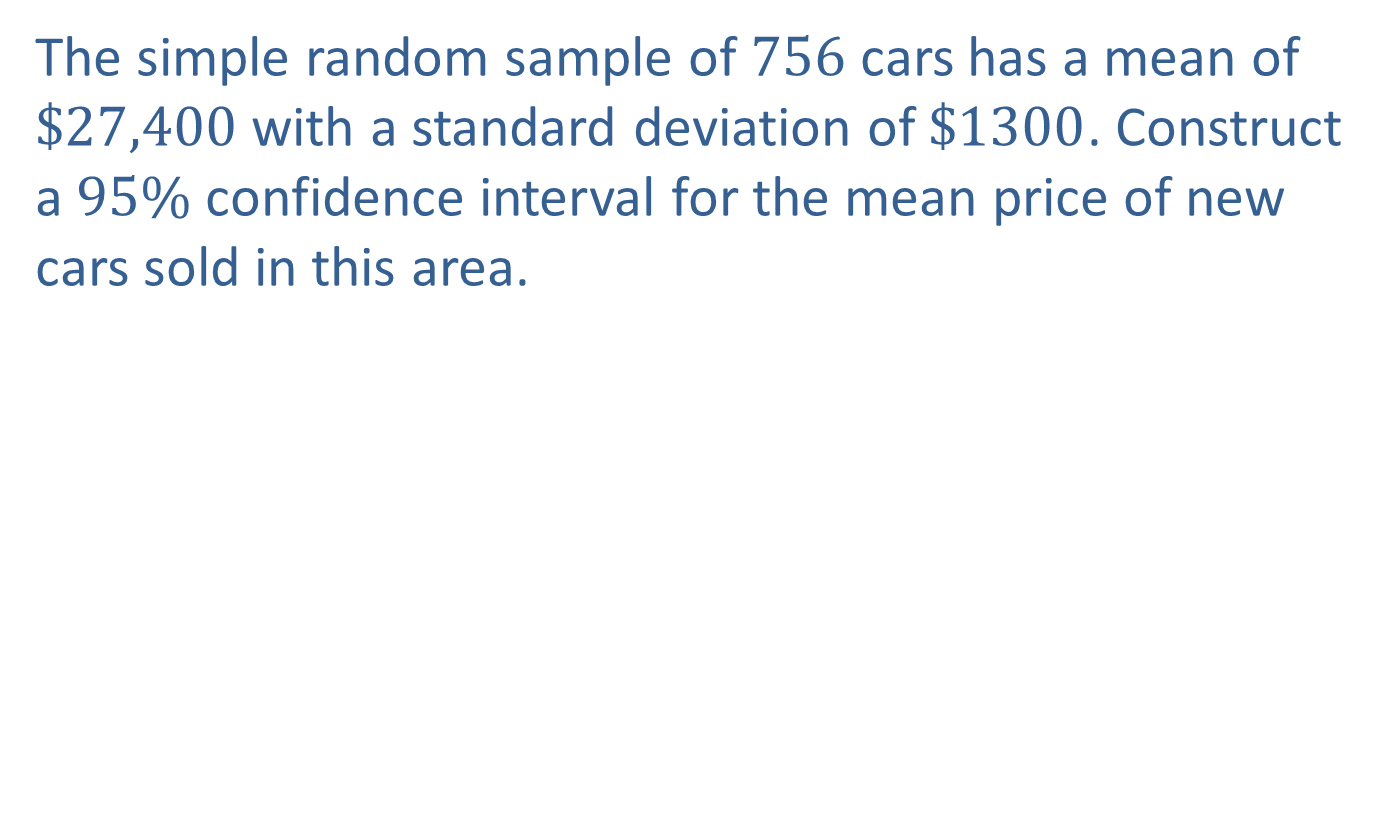 The simple random sample of 756 cars has a mean of
$27,400 with a standard deviation of $1300. Construct
a 95% confidence interval for the mean price of new
cars sold in this area.